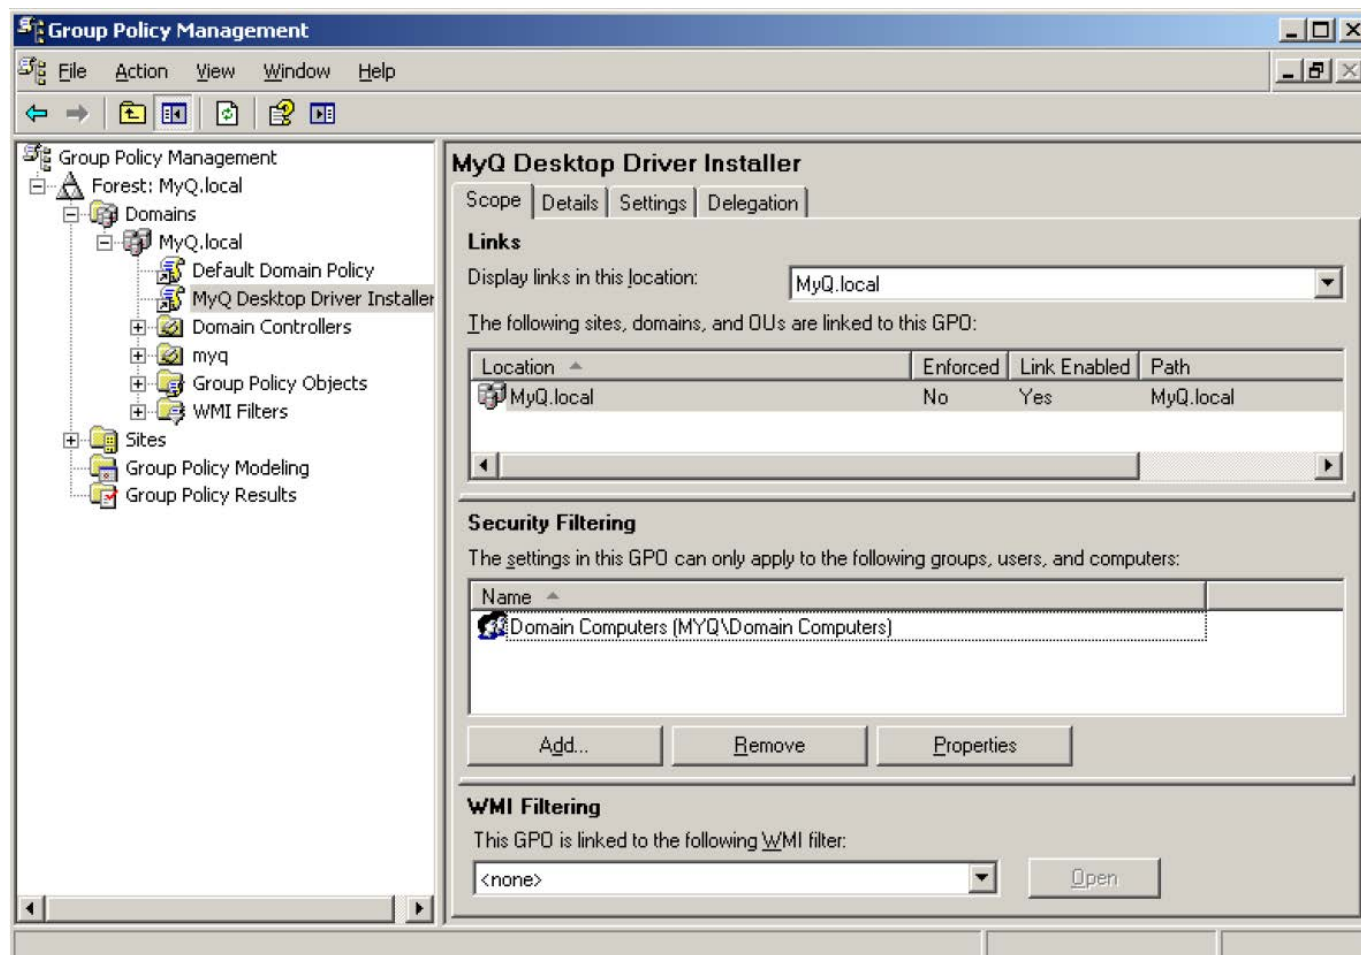 Group Policy Management
File Action View Window Help
Group Policy Management
Forest: MyQ.local
Domains
MyQ.local
Default Domain Policy
MyQ Desktop Driver Installer
Domain Controllers
myq
Group Policy Objects
WMI Filters
Sites
Group Policy Modeling
Group Policy Results
MyQ Desktop Driver Installer
Scope Details Settings Delegation
Links
Display links in this location: MyQ.local
The following sites, domains, and OUs are linked to this GPO:
Location Enforced Link Enabled Path
MyQ.local No Yes MyQ.local
Security Filtering
The settings in this GPO can only apply to the following groups, users, and computers:
Name
Domain Computers (MYQ\Domain Computers)
Add... Remove Properties
WMI Filtering
This GPO is linked to the following WMI filter:
<none> Open